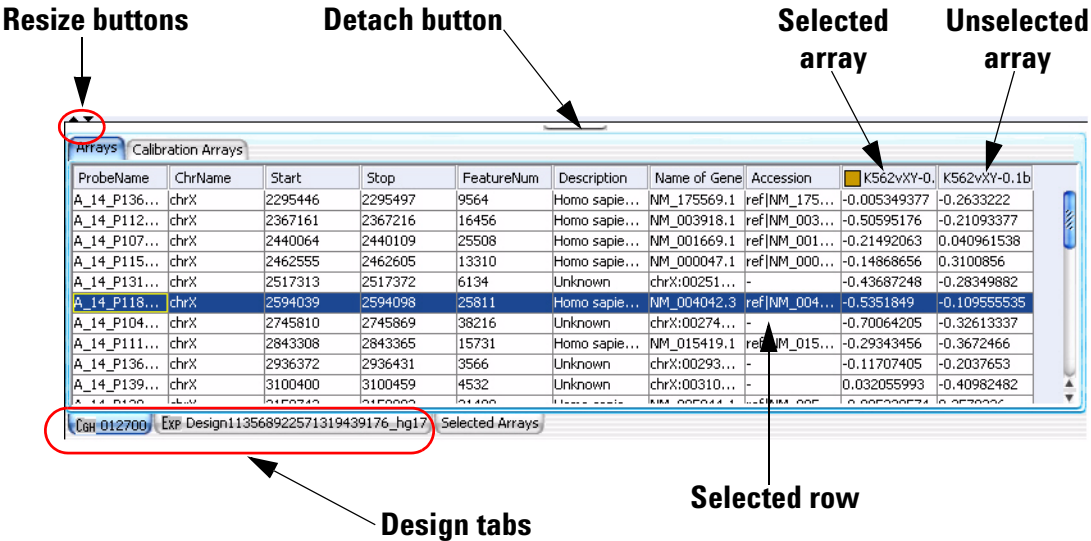 Resize buttons Detach button Selected array Unselected array
Arrays Calibration Arrays
ProbeName ChrName Start Stop FeatureNum Description Name of Gene Accession K562vXY-0. K562vXY-0.1b
A_14_P136... chrX 2295446 2295497 9564 Homo sapie... NM_175569.1 ref|NM_175... -0.005349377 -0.2633222
A_14_P112... chrX 2367161 2367216 16456 Homo sapie... NM_003918.1 ref|NM_003... -0.50595176 -0.21093377
A_14_P107... chrX 2440064 2440109 25508 Homo sapie... NM_001669.1 ref|NM_001... -0.21492063 0.040961538
A_14_P115... chrX 2462555 2462605 13310 Homo sapie... NM_000047.1 ref|NM_000... -0.14868656 0.3100856
A_14_P131... chrX 2517313 2517372 6134 Unknown chrX:00251... - -0.43687248 -0.28349882
A_14_P118... chrX 2594039 2594098 25811 Homo sapie... NM_004042.3 ref|NM_004... -0.5351849 -0.109555535
A_14_P104... chrX 2745810 2745869 38216 Unknown chrX:00274... - -0.70064205 -0.32613337
A_14_P111... chrX 2843308 2843365 15731 Homo sapie... NM_015419.1 ref|NM_015... -0.29343456 -0.3672466
A_14_P136... chrX 2936372 2936431 3566 Unknown chrX:00293... - -0.11707405 -0.2037653
A_14_P139... chrX 3100400 3100459 4532 Unknown chrX:00310... - 0.032055993 -0.40982482
CGH 012700 EXP Design113568922571319439176_hg17 Selected Arrays
Selected row
Design tabs